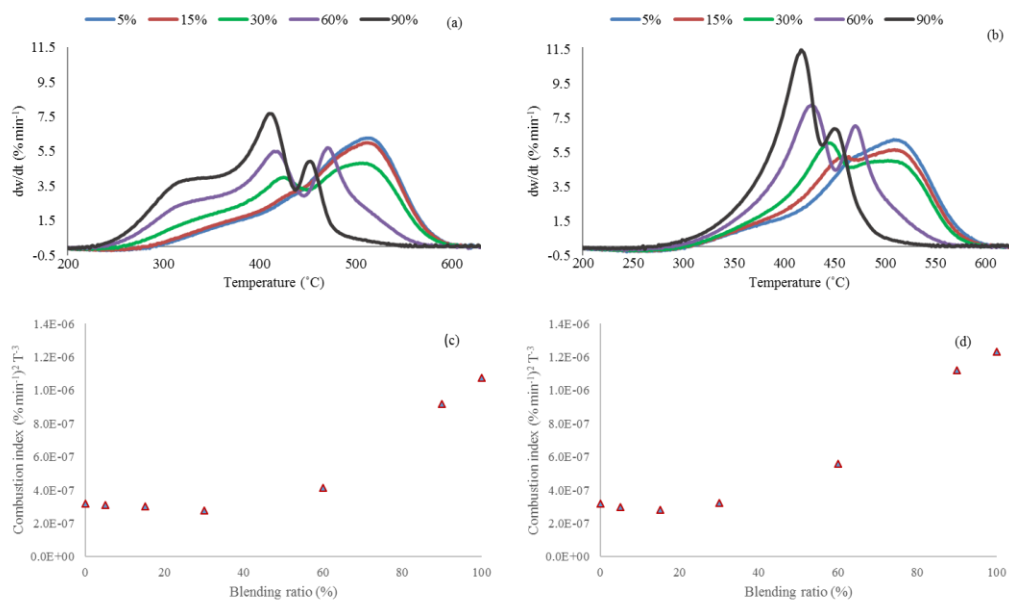 5% 15% 30% 60% 90% (a)
11.5
9.5
7.5
5.5
3.5
1.5
-0.5
dw/dt (% min⁻¹)
200 300 400 500 600
Temperature (˚C)
5% 15% 30% 60% 90% (b)
11.5
9.5
7.5
5.5
3.5
1.5
-0.5
dw/dt (% min⁻¹)
200 250 300 350 400 450 500 550 600
Temperature (˚C)
(c)
1.4E-06
1.2E-06
1.0E-06
8.0E-07
6.0E-07
4.0E-07
2.0E-07
0.0E+00
Combustion index (% min⁻¹)² T⁻³
0 20 40 60 80 100
Blending ratio (%)
(d)
1.4E-06
1.2E-06
1.0E-06
8.0E-07
6.0E-07
4.0E-07
2.0E-07
0.0E+00
Combustion index (% min⁻¹)² T⁻³
0 20 40 60 80 100
Blending ratio (%)